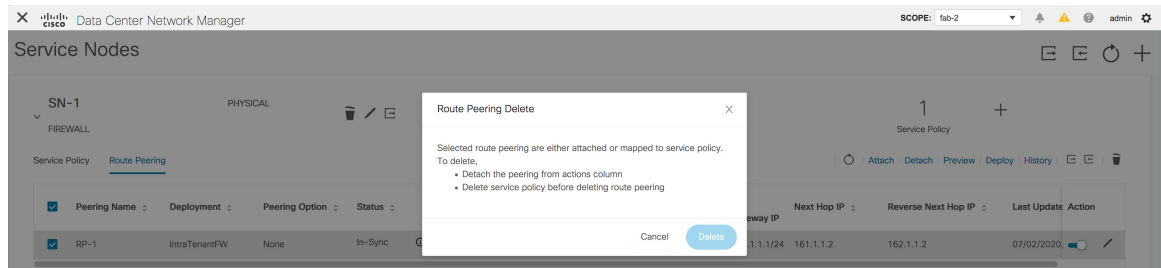 cisco Data Center Network Manager SCOPE: fab-2 admin
Service Nodes
SN-1 PHYSICAL 1
FIREWALL Service Policy
Service Policy Route Peering Attach Detach Preview Deploy History
Route Peering Delete
Selected route peering are either attached or mapped to service policy.
To delete,
• Detach the peering from actions column
• Delete service policy before deleting route peering
Cancel Delete
Peering Name Deployment Peering Option Status Next Hop IP Reverse Next Hop IP Last Update Action
RP-1 IntraTenantFW None In-Sync .1.1.1/24 161.1.1.2 162.1.1.2 07/02/2020,